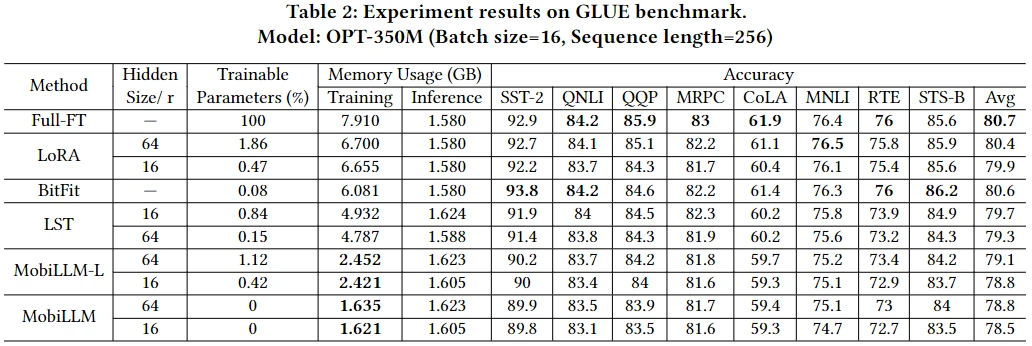 Table 2: Experiment results on GLUE benchmark.
Model: OPT-350M (Batch size=16, Sequence length=256)
Method Hidden Size/ r Trainable Parameters (%) Memory Usage (GB) Accuracy
Training Inference SST-2 QNLI QQP MRPC CoLA MNLI RTE STS-B Avg
Full-FT — 100 7.910 1.580 92.9 84.2 85.9 83 61.9 76.4 76 85.6 80.7
LoRA 64 1.86 6.700 1.580 92.7 84.1 85.1 82.2 61.1 76.5 75.8 85.9 80.4
16 0.47 6.655 1.580 92.2 83.7 84.3 81.7 60.4 76.1 75.4 85.6 79.9
BitFit — 0.08 6.081 1.580 93.8 84.2 84.6 82.2 61.4 76.3 76 86.2 80.6
LST 16 0.84 4.932 1.624 91.9 84 84.5 82.3 60.2 75.8 73.9 84.9 79.7
64 0.15 4.787 1.588 91.4 83.8 84.3 81.9 60.2 75.6 73.2 84.3 79.3
MobiLLM-L 64 1.12 2.452 1.623 90.2 83.7 84.2 81.8 59.7 75.2 73.4 84.2 79.1
16 0.42 2.421 1.605 90 83.4 84 81.6 59.3 75.1 72.9 83.7 78.8
MobiLLM 64 0 1.635 1.623 89.9 83.5 83.9 81.7 59.4 75.1 73 84 78.8
16 0 1.621 1.605 89.8 83.1 83.5 81.6 59.3 74.7 72.7 83.5 78.5